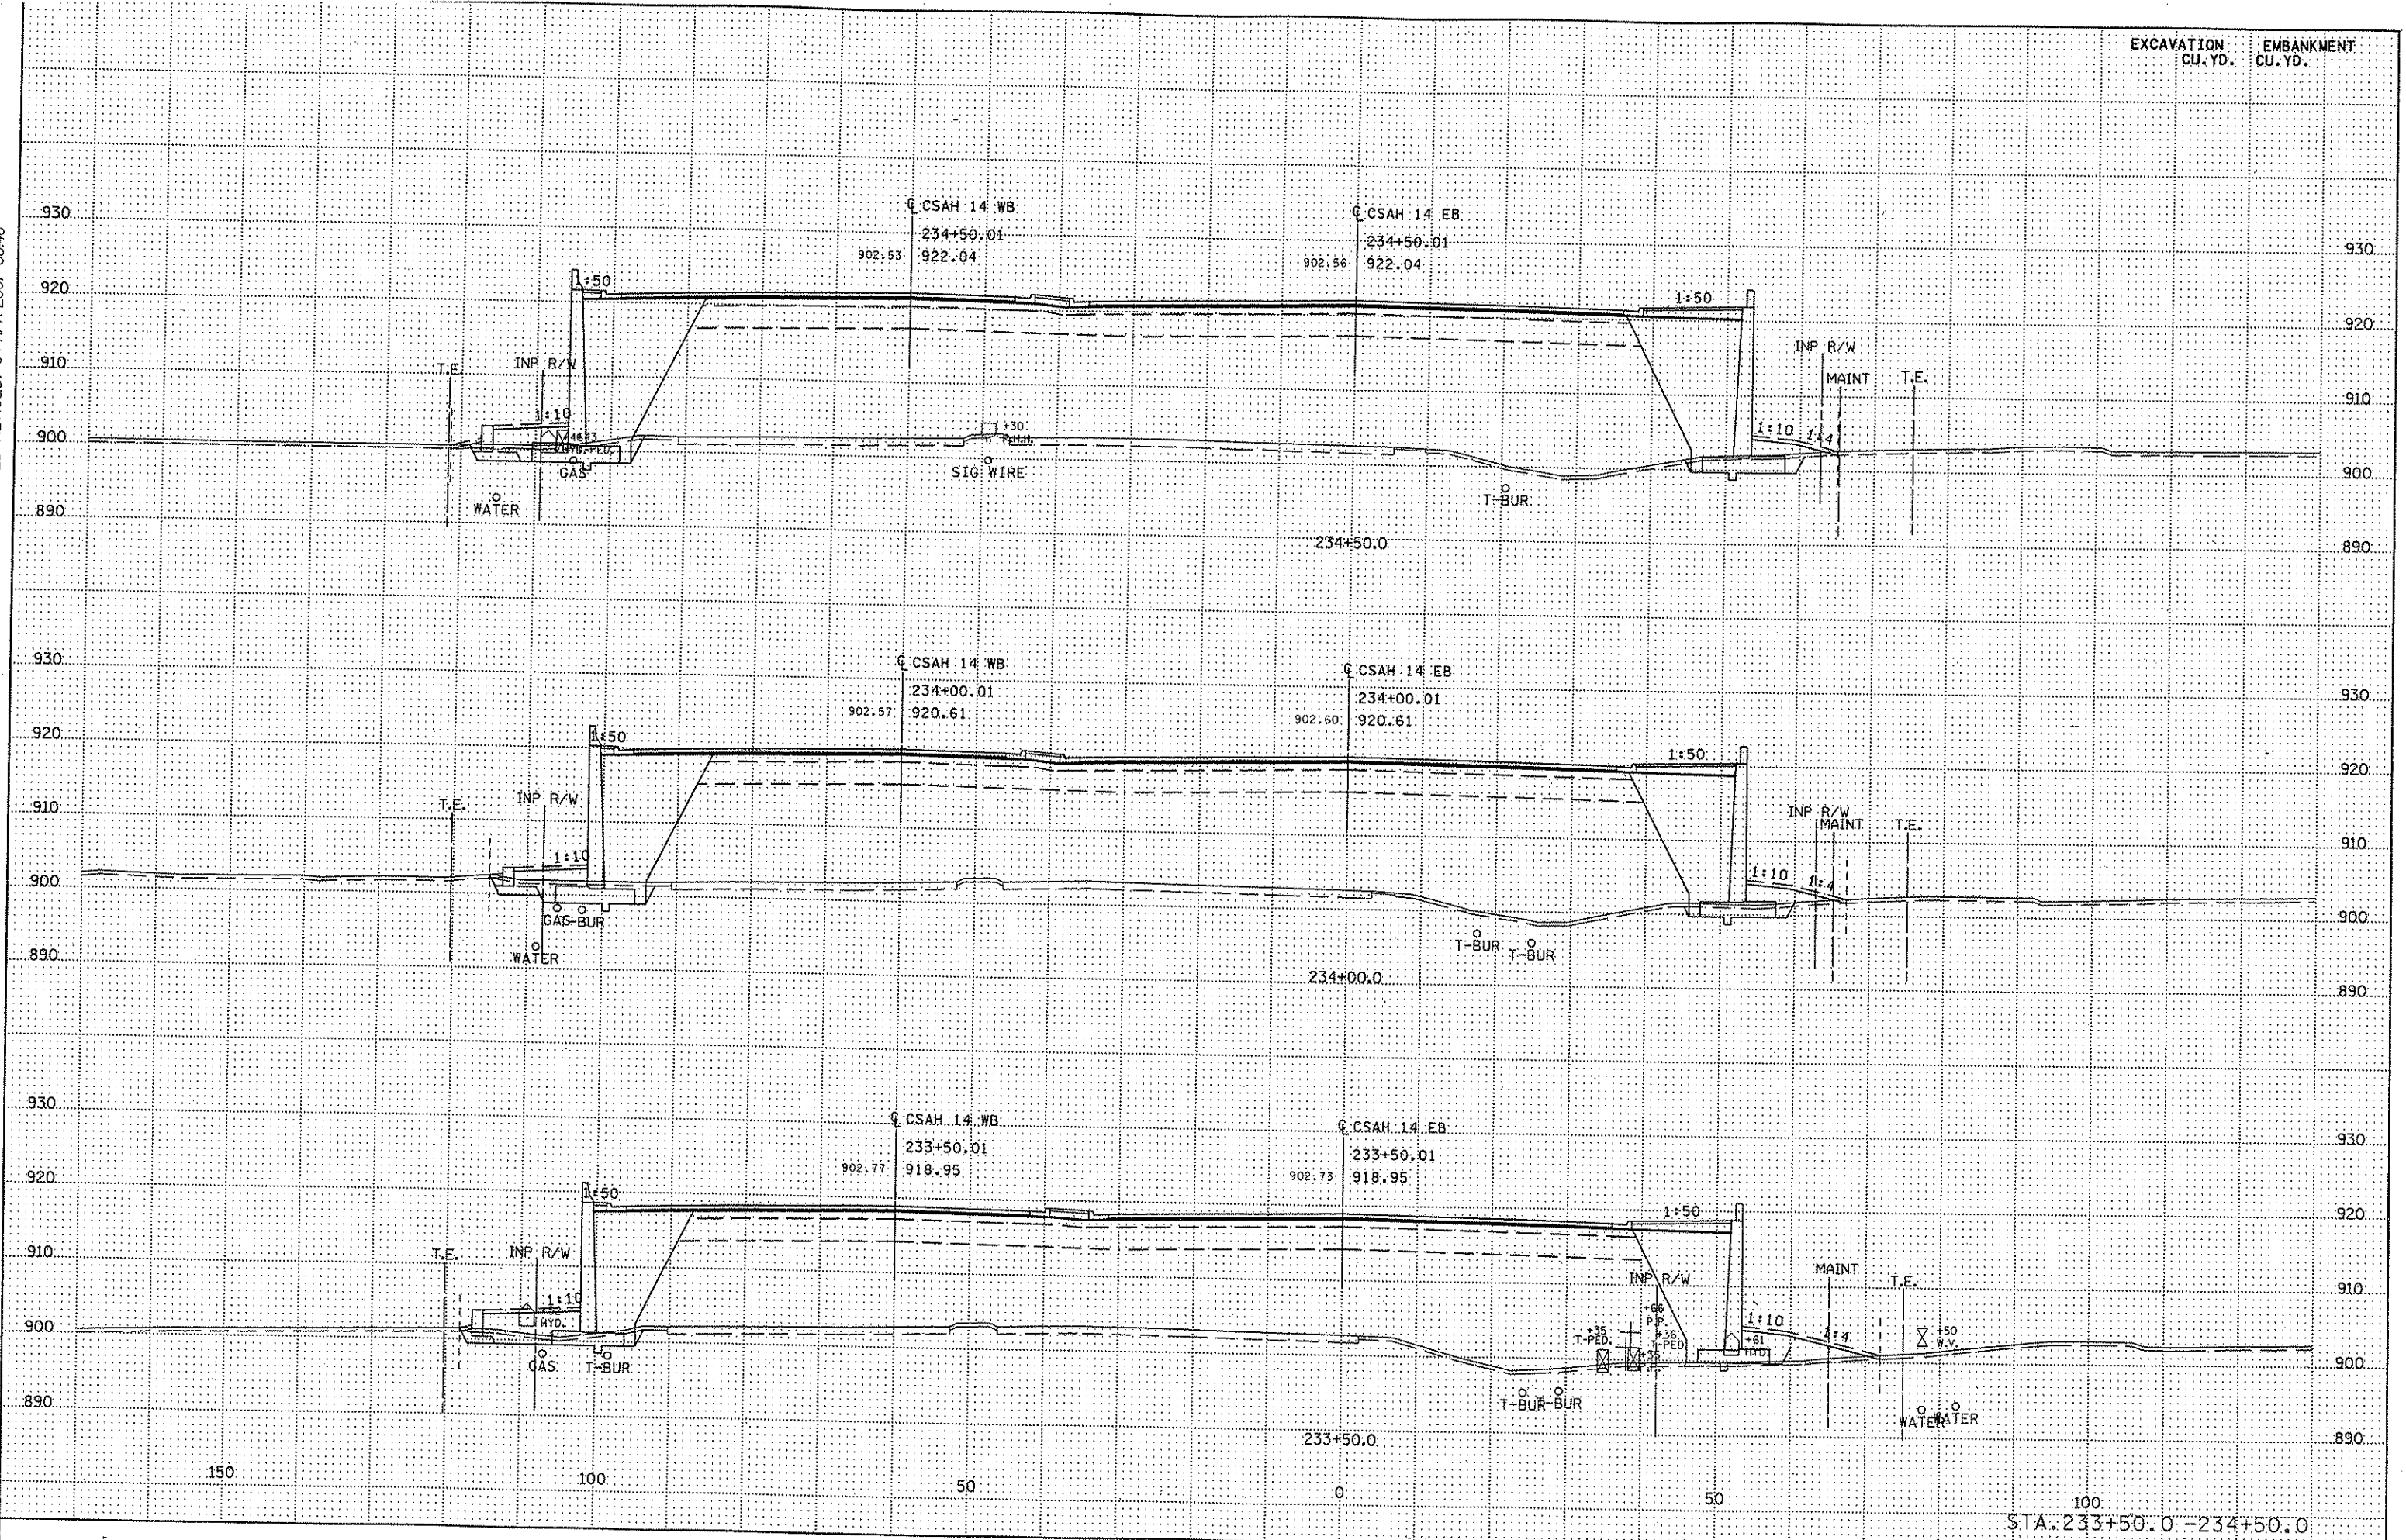 EXCAVATION EMBANKMENT
CU.YD. CU.YD.
℄ CSAH 14 WB
234+50.01
902.53 922.04
℄ CSAH 14 EB
234+50.01
902.56 922.04
930 930
920 1:50 1:50 920
T.E. INP R/W INP R/W MAINT T.E.
910 910
1:10 1:10 1:4
+30
900 900
GAS SIG WIRE
WATER T-BUR
890 234+50.0 890
℄ CSAH 14 WB
234+00.01
902.57 920.61
℄ CSAH 14 EB
234+00.01
902.60 920.61
930 930
920 1:50 1:50 920
T.E. INP R/W INP R/W MAINT T.E.
910 910
1:10 1:10 1:4
900 900
GAS T-BUR
WATER T-BUR T-BUR
890 234+00.0 890
℄ CSAH 14 WB
233+50.01
902.77 918.95
℄ CSAH 14 EB
233+50.01
902.73 918.95
930 930
920 1:50 1:50 920
T.E. INP R/W INP R/W MAINT T.E.
910 910
1:10 +66 P.P. 1:10 1:4
HYD. +35 T-PED. +36 T-PED +35 +61 HYD. +50 W.V.
900 900
GAS T-BUR
T-BUR T-BUR WATER WATER
890 233+50.0 890
150 100 50 0 50 100
STA.233+50.0 -234+50.0